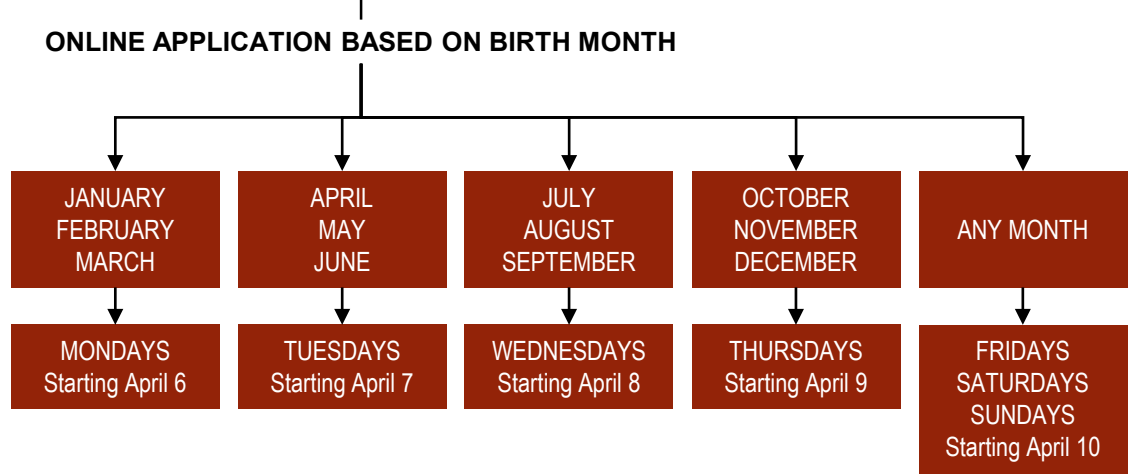 ONLINE APPLICATION BASED ON BIRTH MONTH
JANUARY
FEBRUARY
MARCH
APRIL
MAY
JUNE
JULY
AUGUST
SEPTEMBER
OCTOBER
NOVEMBER
DECEMBER
ANY MONTH
MONDAYS
Starting April 6
TUESDAYS
Starting April 7
WEDNESDAYS
Starting April 8
THURSDAYS
Starting April 9
FRIDAYS
SATURDAYS
SUNDAYS
Starting April 10